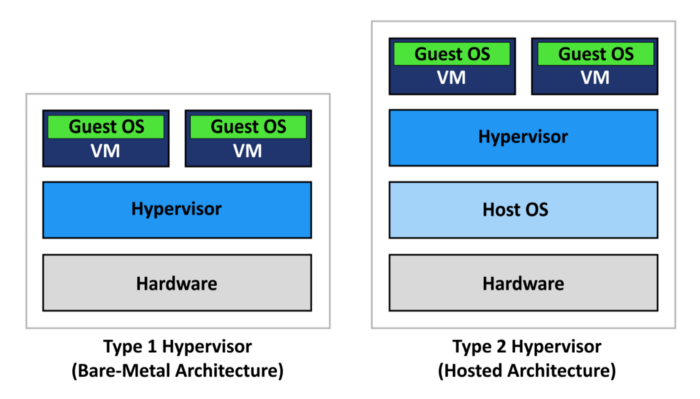 Guest OS
VM
Guest OS
VM
Hypervisor
Hardware
Type 1 Hypervisor
(Bare-Metal Architecture)
Guest OS
VM
Guest OS
VM
Hypervisor
Host OS
Hardware
Type 2 Hypervisor
(Hosted Architecture)